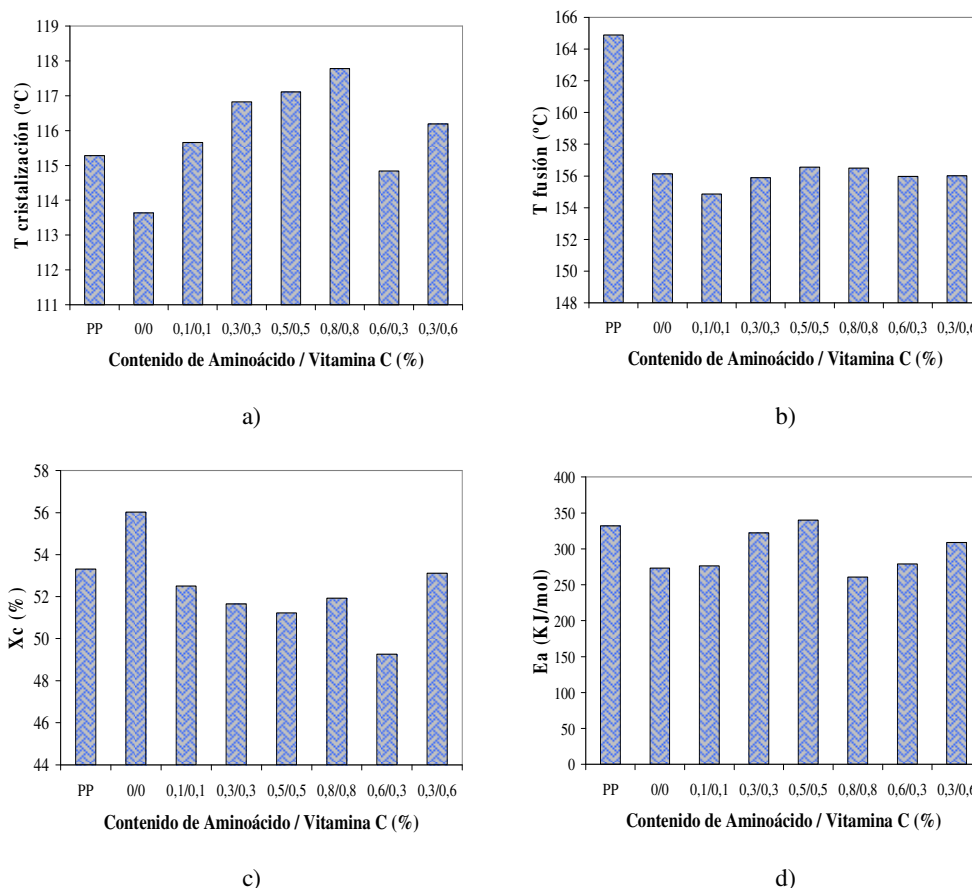 T cristalización (ºC)
119
118
117
116
115
114
113
112
111
PP 0/0 0,1/0,1 0,3/0,3 0,5/0,5 0,8/0,8 0,6/0,3 0,3/0,6
Contenido de Aminoácido / Vitamina C (%)
a)
T fusión (ºC)
166
164
162
160
158
156
154
152
150
148
PP 0/0 0,1/0,1 0,3/0,3 0,5/0,5 0,8/0,8 0,6/0,3 0,3/0,6
Contenido de Aminoácido / Vitamina C (%)
b)
Xc (%)
58
56
54
52
50
48
46
44
PP 0/0 0,1/0,1 0,3/0,3 0,5/0,5 0,8/0,8 0,6/0,3 0,3/0,6
Contenido de Aminoácido / Vitamina C (%)
c)
Ea (KJ/mol)
400
350
300
250
200
150
100
50
0
PP 0/0 0,1/0,1 0,3/0,3 0,5/0,5 0,8/0,8 0,6/0,3 0,3/0,6
Contenido de Aminoácido / Vitamina C (%)
d)